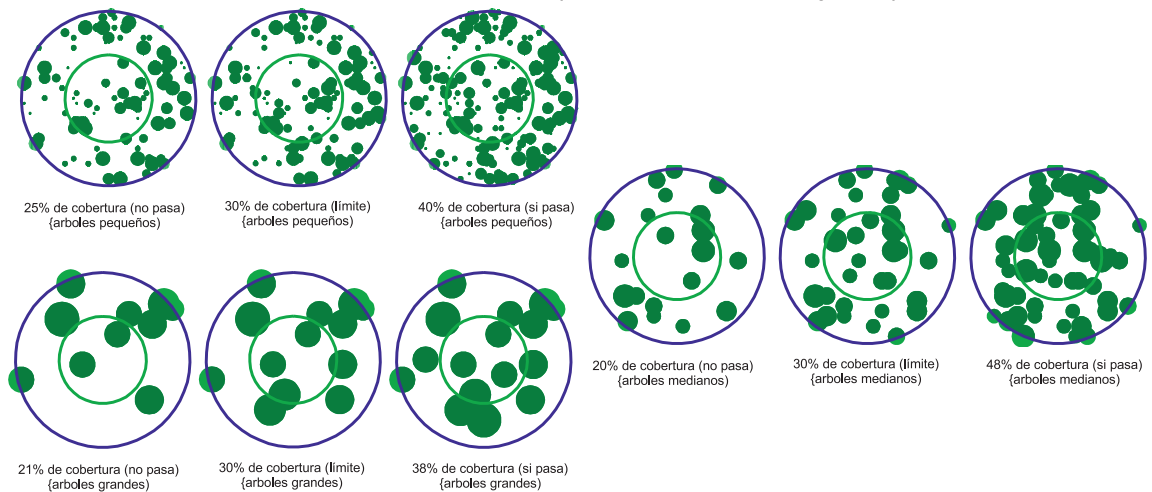 25% de cobertura (no pasa)
{arboles pequeños)
30% de cobertura (límite)
{arboles pequeños)
40% de cobertura (si pasa)
{arboles pequeños)
20% de cobertura (no pasa)
{arboles medianos)
30% de cobertura (límite)
{arboles medianos)
48% de cobertura (si pasa)
{arboles medianos)
21% de cobertura (no pasa)
{arboles grandes)
30% de cobertura (límite)
{arboles grandes)
38% de cobertura (si pasa)
{arboles grandes)